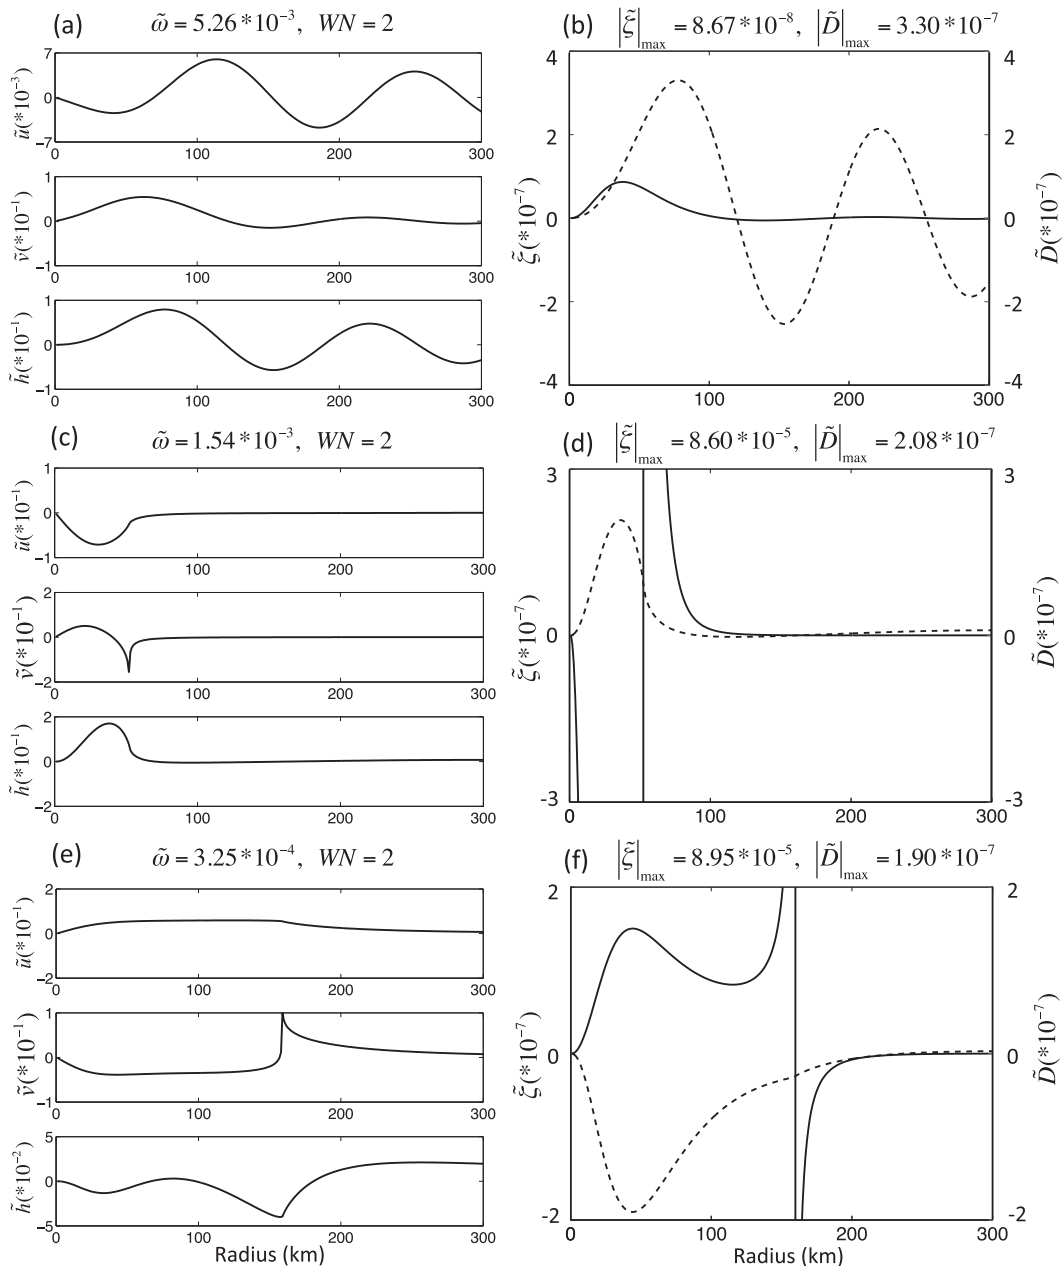 (a) ω̃ = 5.26*10⁻³, WN = 2
ũ(*10⁻³)
7
0
−7
0 100 200 300
ṽ(*10⁻¹)
1
0
−1
0 100 200 300
h̃(*10⁻¹)
1
0
−1
0 100 200 300
(b) |ξ̃|max = 8.67*10⁻⁸, |D̃|max = 3.30*10⁻⁷
ξ̃(*10⁻⁷)
4
2
0
-2
-4
0 100 200 300
4
2
0
-2
-4
D̃(*10⁻⁷)
(c) ω̃ = 1.54*10⁻³, WN = 2
ũ(*10⁻¹)
1
0
−1
0 100 200 300
ṽ(*10⁻¹)
2
0
−2
0 100 200 300
h̃(*10⁻¹)
2
0
−2
0 100 200 300
(d) |ξ̃|max = 8.60*10⁻⁵, |D̃|max = 2.08*10⁻⁷
ξ̃(*10⁻⁷)
3
0
-3
0 100 200 300
3
0
-3
D̃(*10⁻⁷)
(e) ω̃ = 3.25*10⁻⁴, WN = 2
ũ(*10⁻¹)
2
0
−2
0 100 200 300
ṽ(*10⁻¹)
1
0
−1
0 100 200 300
h̃(*10⁻²)
5
0
−5
0 100 200 300
Radius (km)
(f) |ξ̃|max = 8.95*10⁻⁵, |D̃|max = 1.90*10⁻⁷
ξ̃(*10⁻⁷)
2
0
-2
0 100 200 300
2
0
-2
D̃(*10⁻⁷)
Radius (km)